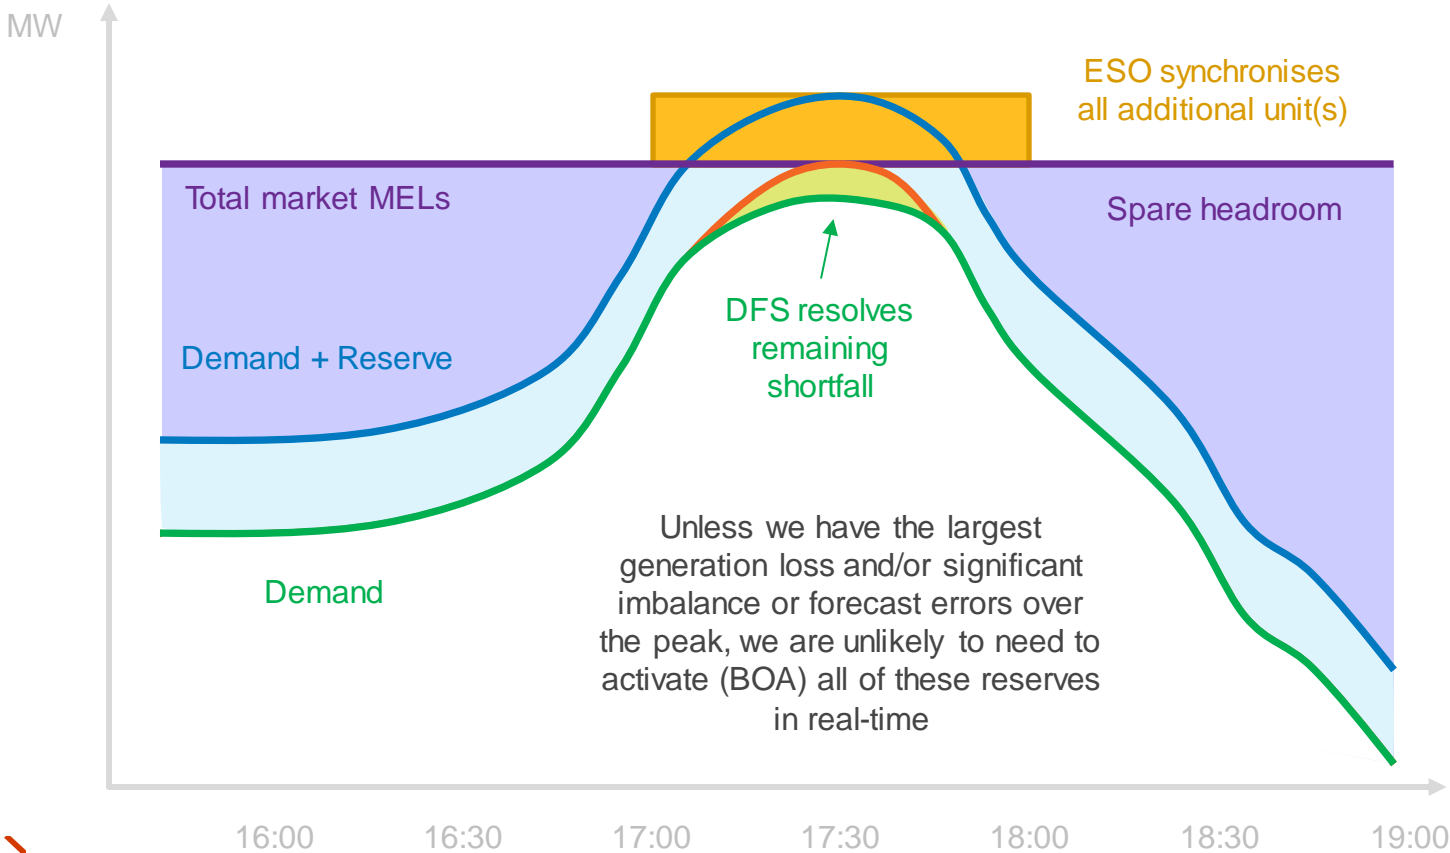 MW
ESO synchronises
all additional unit(s)
Total market MELs
Spare headroom
DFS resolves
remaining
shortfall
Demand + Reserve
Demand
Unless we have the largest
generation loss and/or significant
imbalance or forecast errors over
the peak, we are unlikely to need to
activate (BOA) all of these reserves
in real-time
16:00 16:30 17:00 17:30 18:00 18:30 19:00